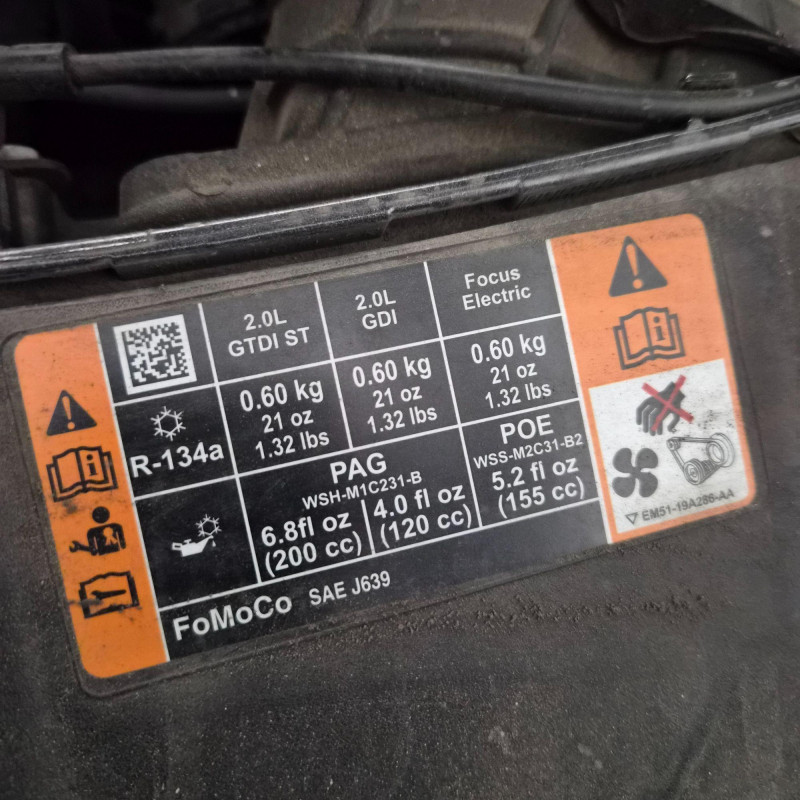 2.0L
GTDI ST
2.0L
GDI
Focus
Electric
R-134a
0.60 kg
21 oz
1.32 lbs
0.60 kg
21 oz
1.32 lbs
0.60 kg
21 oz
1.32 lbs
PAG
WSH-M1C231-B
6.8fl oz
(200 cc)
4.0 fl oz
(120 cc)
POE
WSS-M2C31-B2
5.2 fl oz
(155 cc)
FoMoCo SAE J639
EM51-19A286-AA